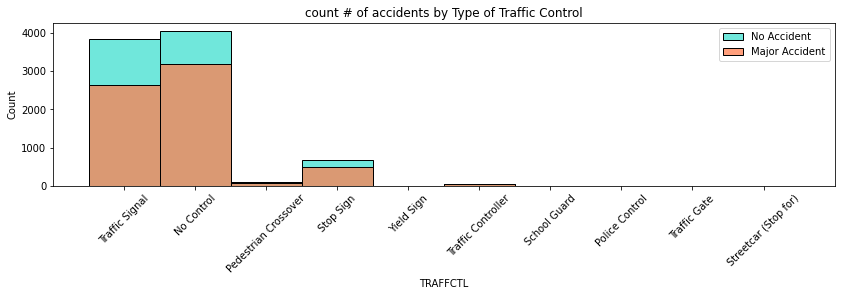 count # of accidents by Type of Traffic Control
No Accident
Major Accident
Count
4000
3000
2000
1000
0
Traffic Signal
No Control
Pedestrian Crossover
Stop Sign
Yield Sign
Traffic Controller
School Guard
Police Control
Traffic Gate
Streetcar (Stop for)
TRAFFCTL